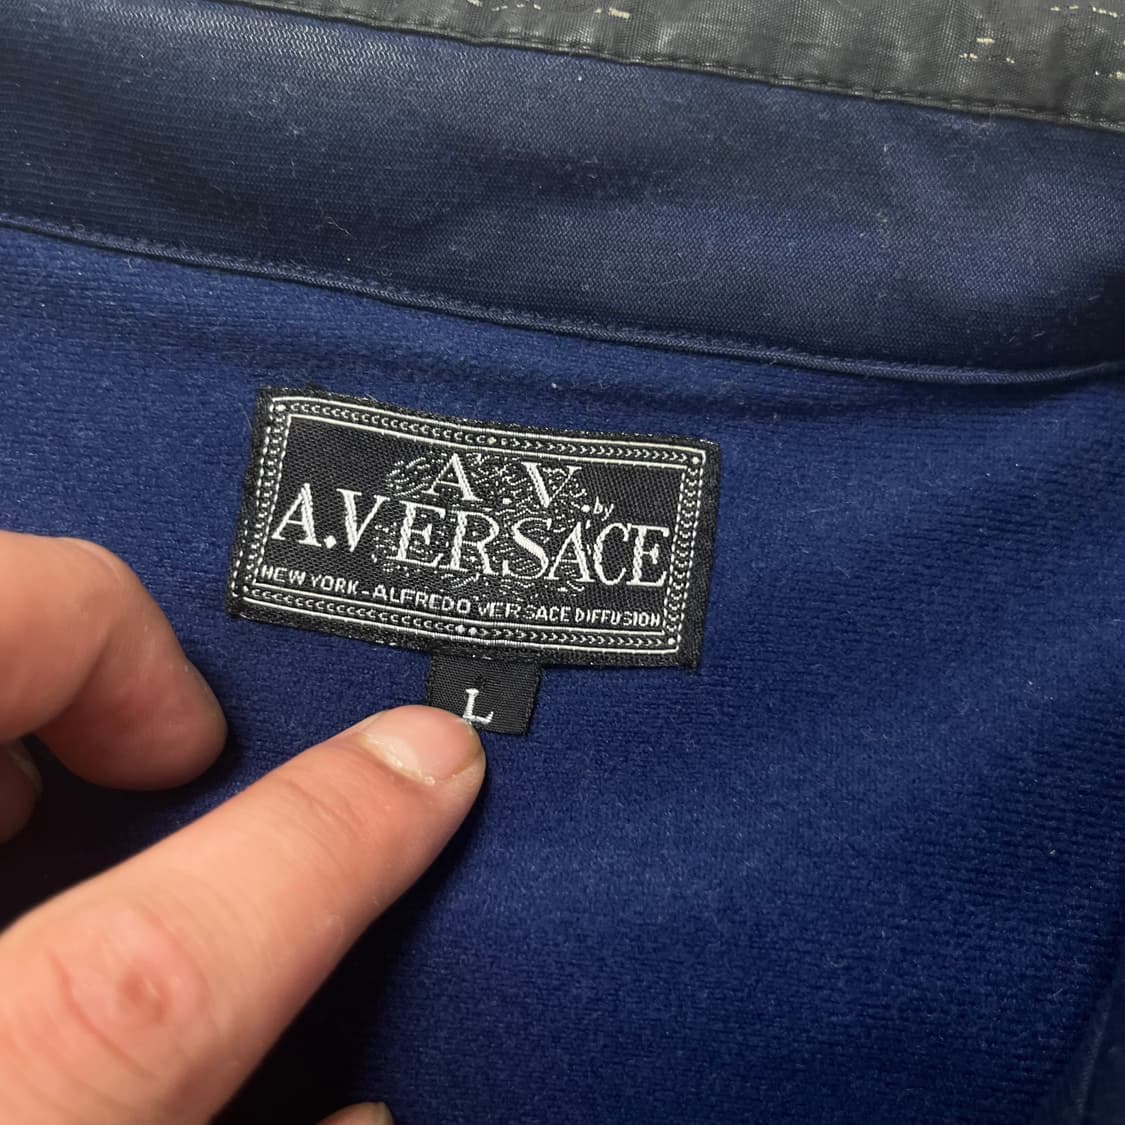 A.V.
by
A.VERSACE
NEW YORK-ALFREDO VERSACE DIFFUSION
L